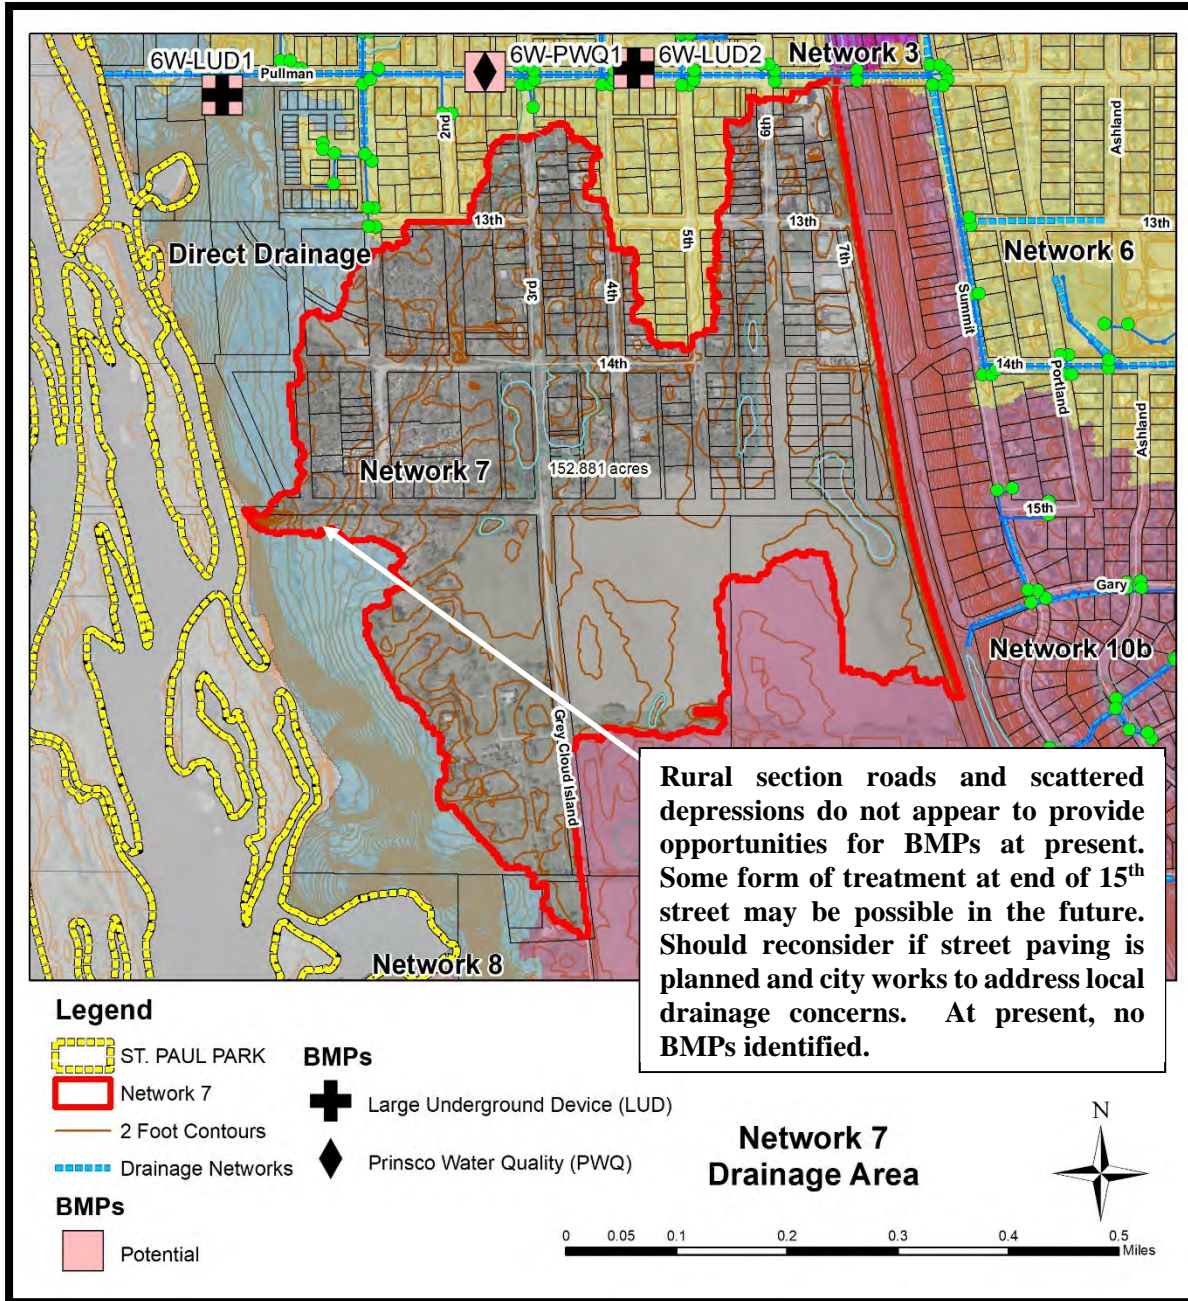 6W-LUD1
6W-PWQ1
6W-LUD2
Network 3
Pullman
2nd
6th
Ashland
13th
13th
13th
5th
7th
Direct Drainage
Network 6
3rd
4th
Summit
14th
14th
Portland
Ashland
Network 7
152.881 acres
15th
Gary
Network 10b
Grey Cloud Island
Network 8
Rural section roads and scattered
depressions do not appear to provide
opportunities for BMPs at present.
Some form of treatment at end of 15th
street may be possible in the future.
Should reconsider if street paving is
planned and city works to address local
drainage concerns. At present, no
BMPs identified.
Legend
ST. PAUL PARK
Network 7
2 Foot Contours
Drainage Networks
BMPs
Potential
BMPs
Large Underground Device (LUD)
Prinsco Water Quality (PWQ)
Network 7
Drainage Area
N
0 0.05 0.1 0.2 0.3 0.4 0.5
Miles